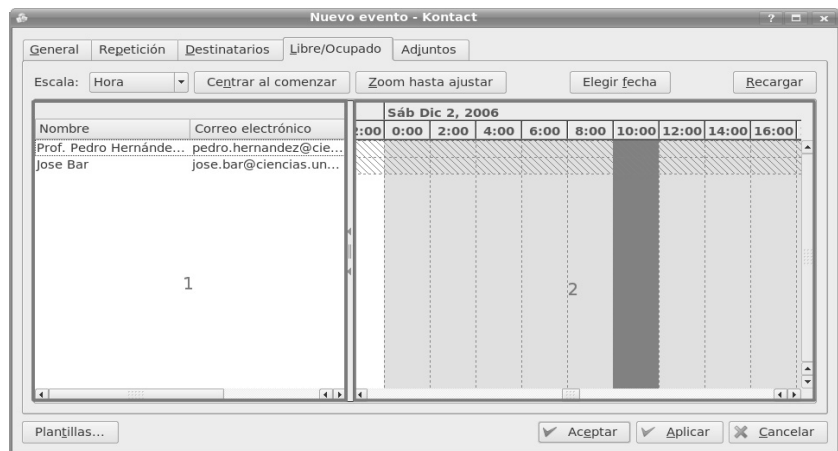 Nuevo evento - Kontact
General Repetición Destinatarios Libre/Ocupado Adjuntos
Escala: Hora Centrar al comenzar Zoom hasta ajustar Elegir fecha Recargar
Sáb Dic 2, 2006
Nombre Correo electrónico
:00 0:00 2:00 4:00 6:00 8:00 10:00 12:00 14:00 16:00
Prof. Pedro Hernánde... pedro.hernandez@cie...
Jose Bar jose.bar@ciencias.un...
1
2
Plantillas... Aceptar Aplicar Cancelar